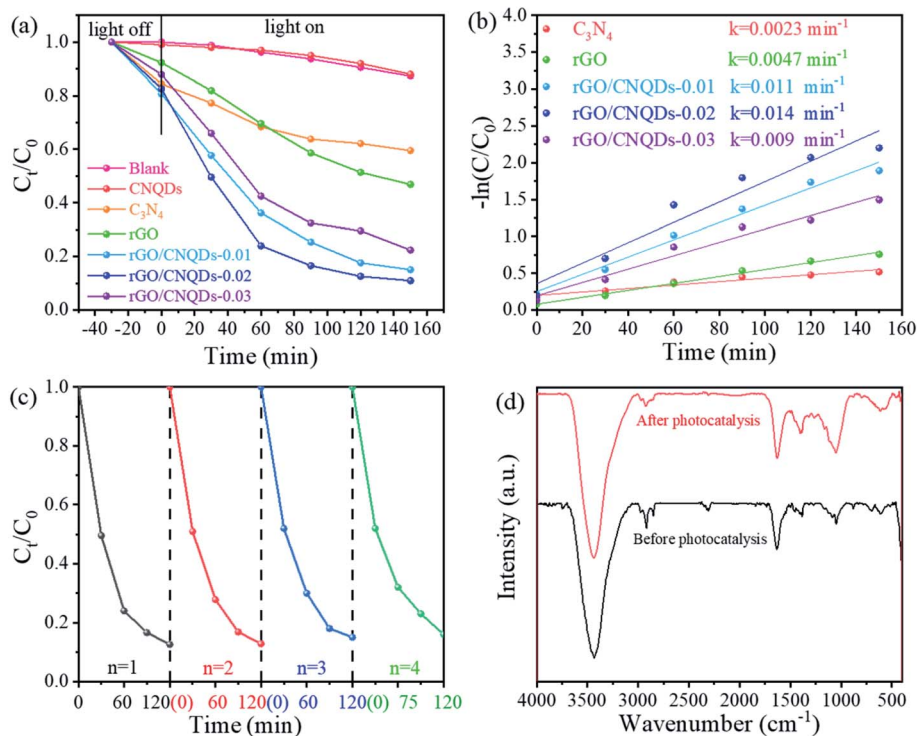 (a)
light off
light on
1.0
0.8
0.6
0.4
0.2
0.0
Cₜ/C₀
Blank
CNQDs
C₃N₄
rGO
rGO/CNQDs-0.01
rGO/CNQDs-0.02
rGO/CNQDs-0.03
-40 -20 0 20 40 60 80 100 120 140 160
Time (min)
(b)
4.0
3.5
3.0
2.5
2.0
1.5
1.0
0.5
0.0
-ln(C/C₀)
C₃N₄ k=0.0023 min⁻¹
rGO k=0.0047 min⁻¹
rGO/CNQDs-0.01 k=0.011 min⁻¹
rGO/CNQDs-0.02 k=0.014 min⁻¹
rGO/CNQDs-0.03 k=0.009 min⁻¹
0 20 40 60 80 100 120 140 160
Time (min)
(c)
1.0
0.8
0.6
0.4
0.2
0.0
Cₜ/C₀
n=1 n=2 n=3 n=4
0 60 120(0) 60 120(0) 60 120(0) 75 120
Time (min)
(d)
Intensity (a.u.)
After photocatalysis
Before photocatalysis
4000 3500 3000 2500 2000 1500 1000 500
Wavenumber (cm⁻¹)